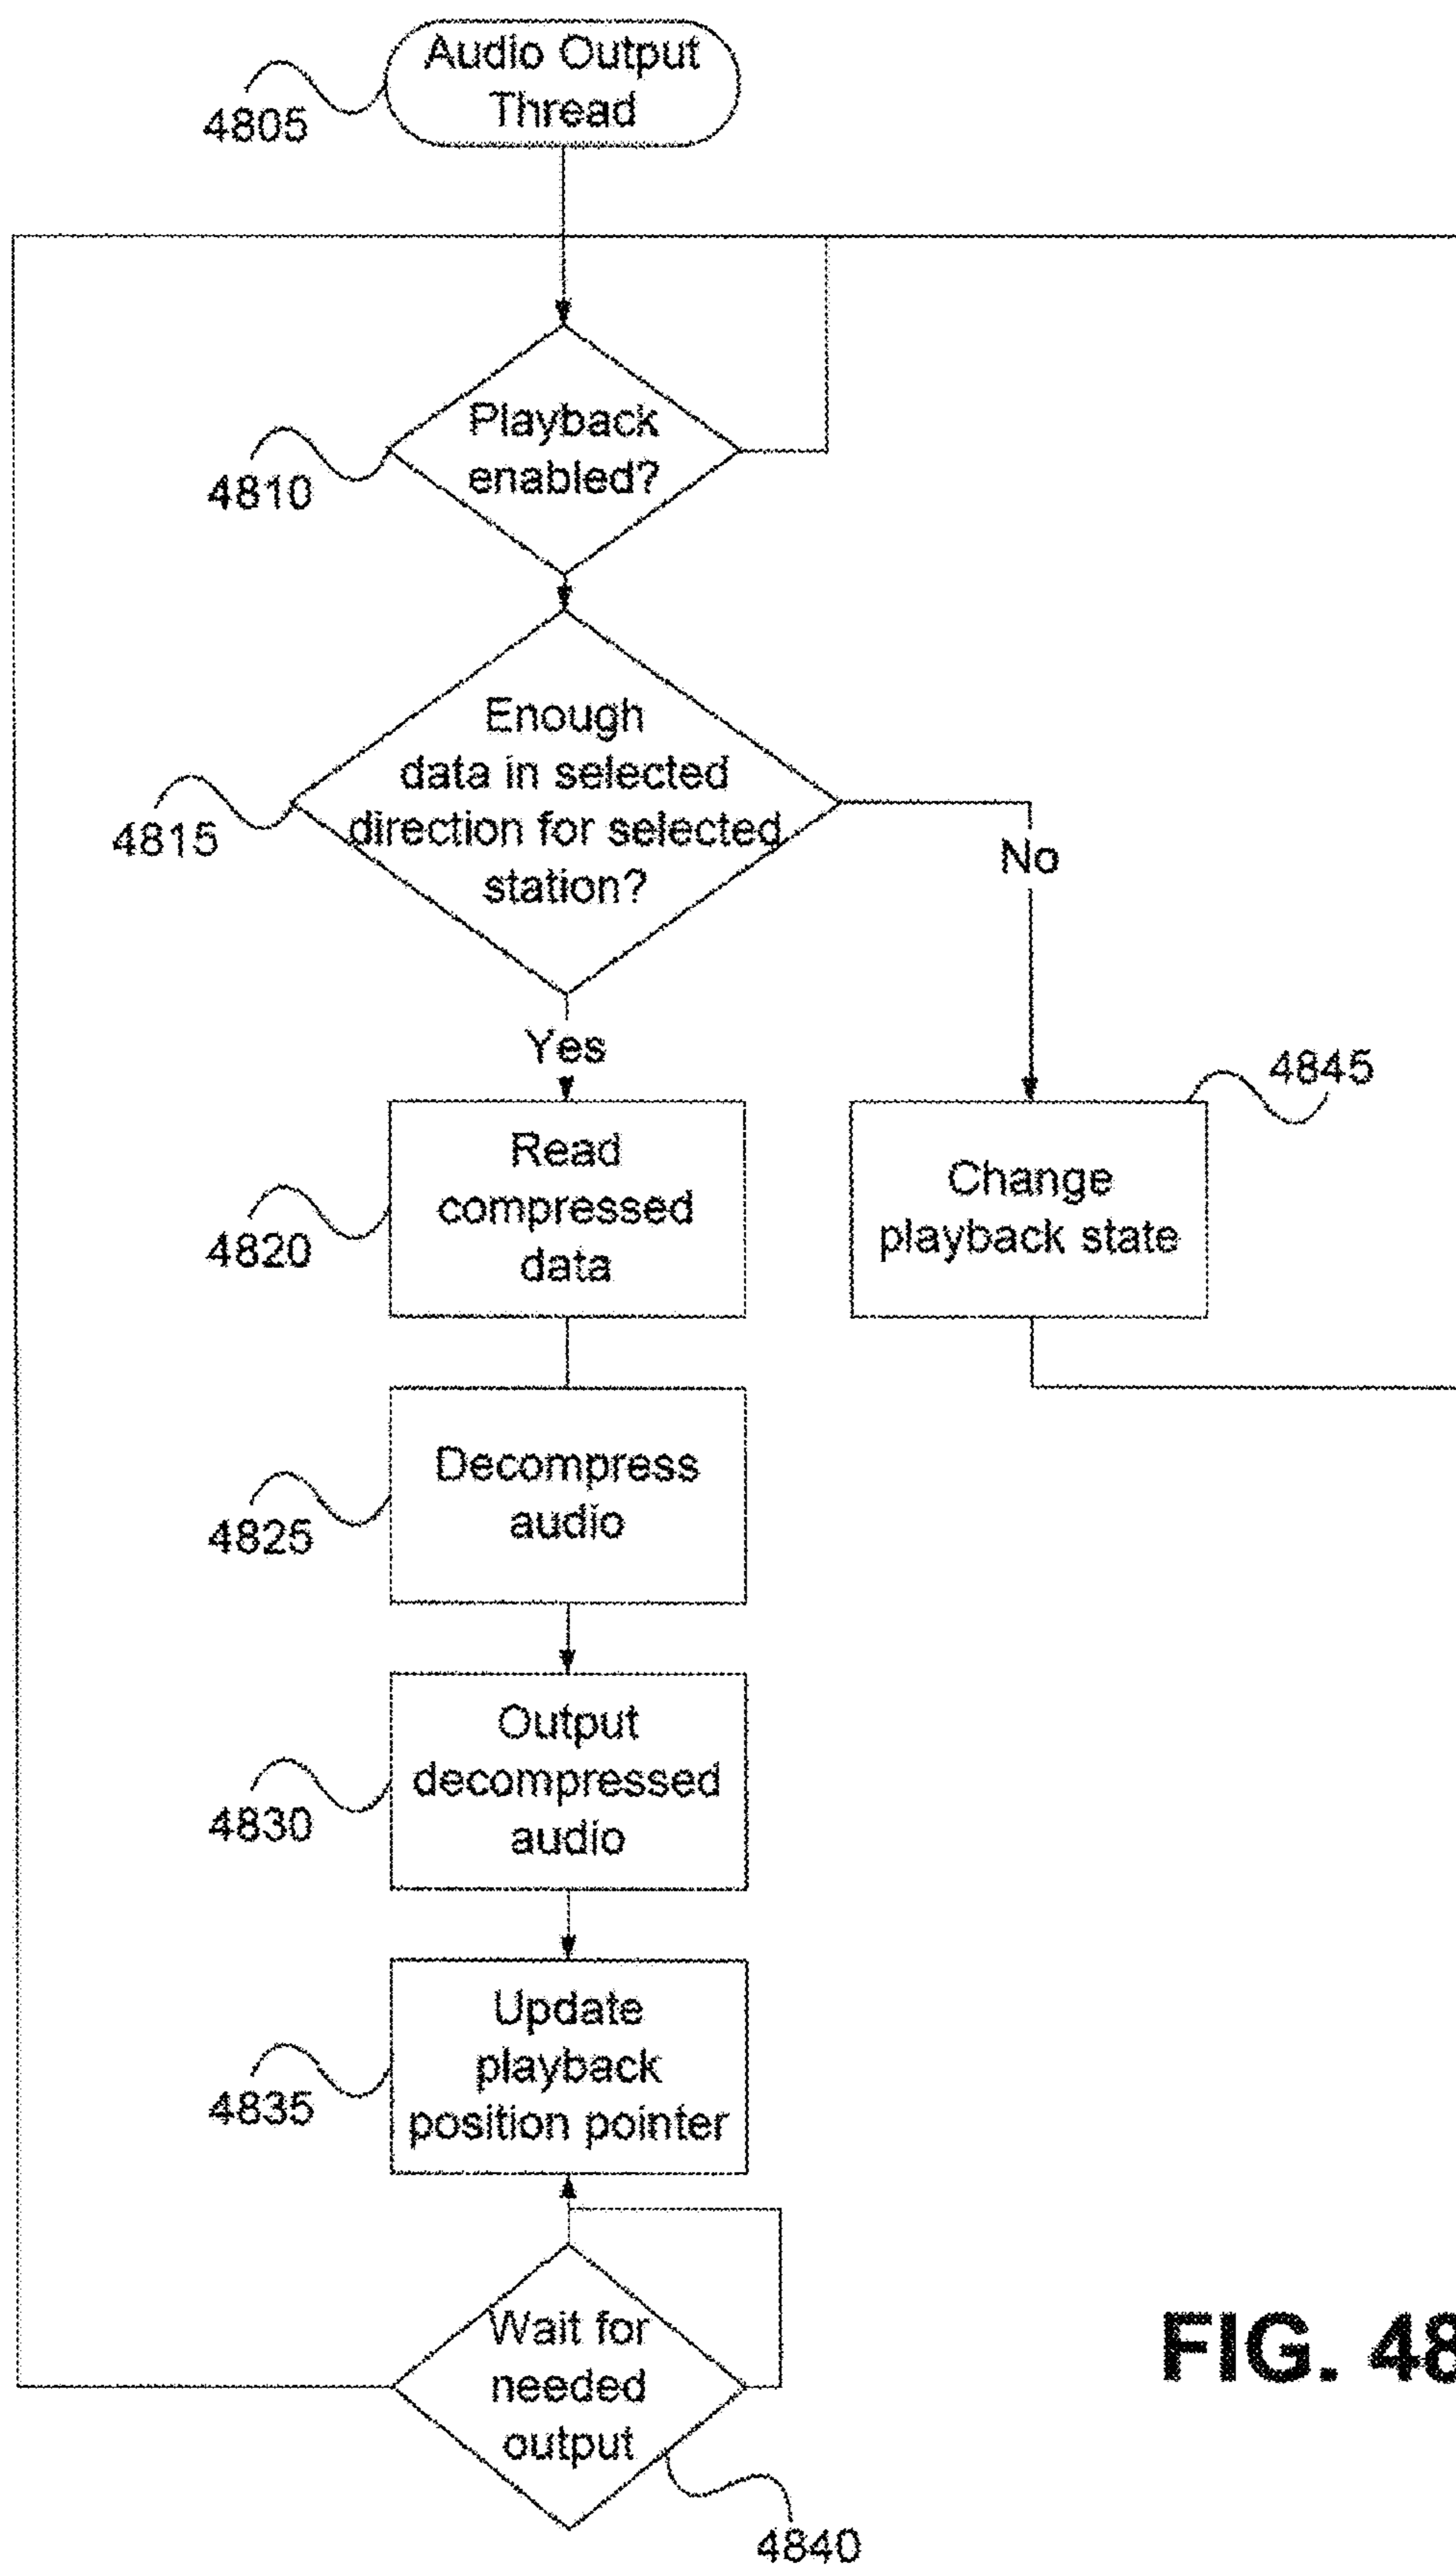 Audio Output
Thread
4805
Playback
enabled?
4810
Enough
data in selected
direction for selected
station?
4815
No
Yes
4845
Read
compressed
data
4820
Change
playback state
Decompress
audio
4825
Output
decompressed
audio
4830
Update
playback
position pointer
4835
Wait for
needed
output
4840
FIG. 48